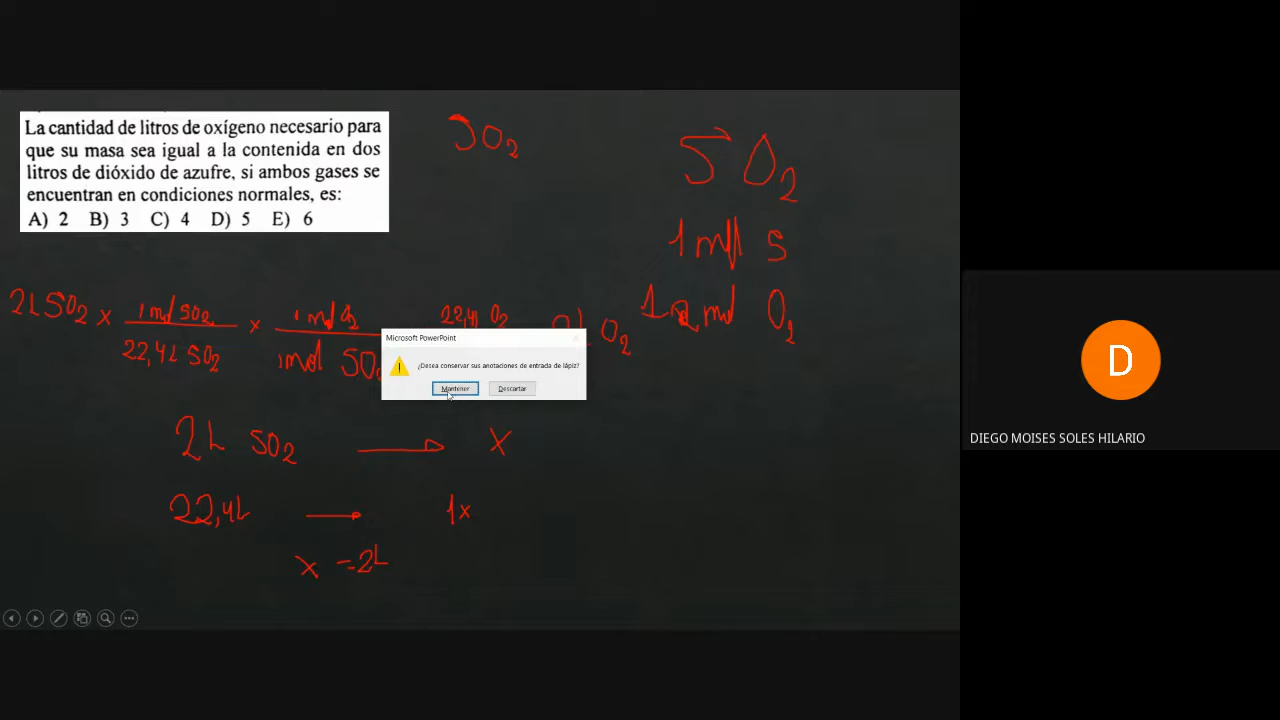 La cantidad de litros de oxígeno necesario para
que su masa sea igual a la contenida en dos
litros de dióxido de azufre, si ambos gases se
encuentran en condiciones normales, es:
A) 2 B) 3 C) 4 D) 5 E) 6
SO2
SO2
1 mol S
1 mol O2
2L SO2 x 1 mol SO2 x 1 mol O2 22,4l O2 O2
22,4L SO2 1mol SO2
Microsoft PowerPoint
¿Desea conservar sus anotaciones de entrada de lápiz?
Mantener Descartar
2L SO2 → x
22,4L → 1x
x = 2L
D
DIEGO MOISES SOLES HILARIO